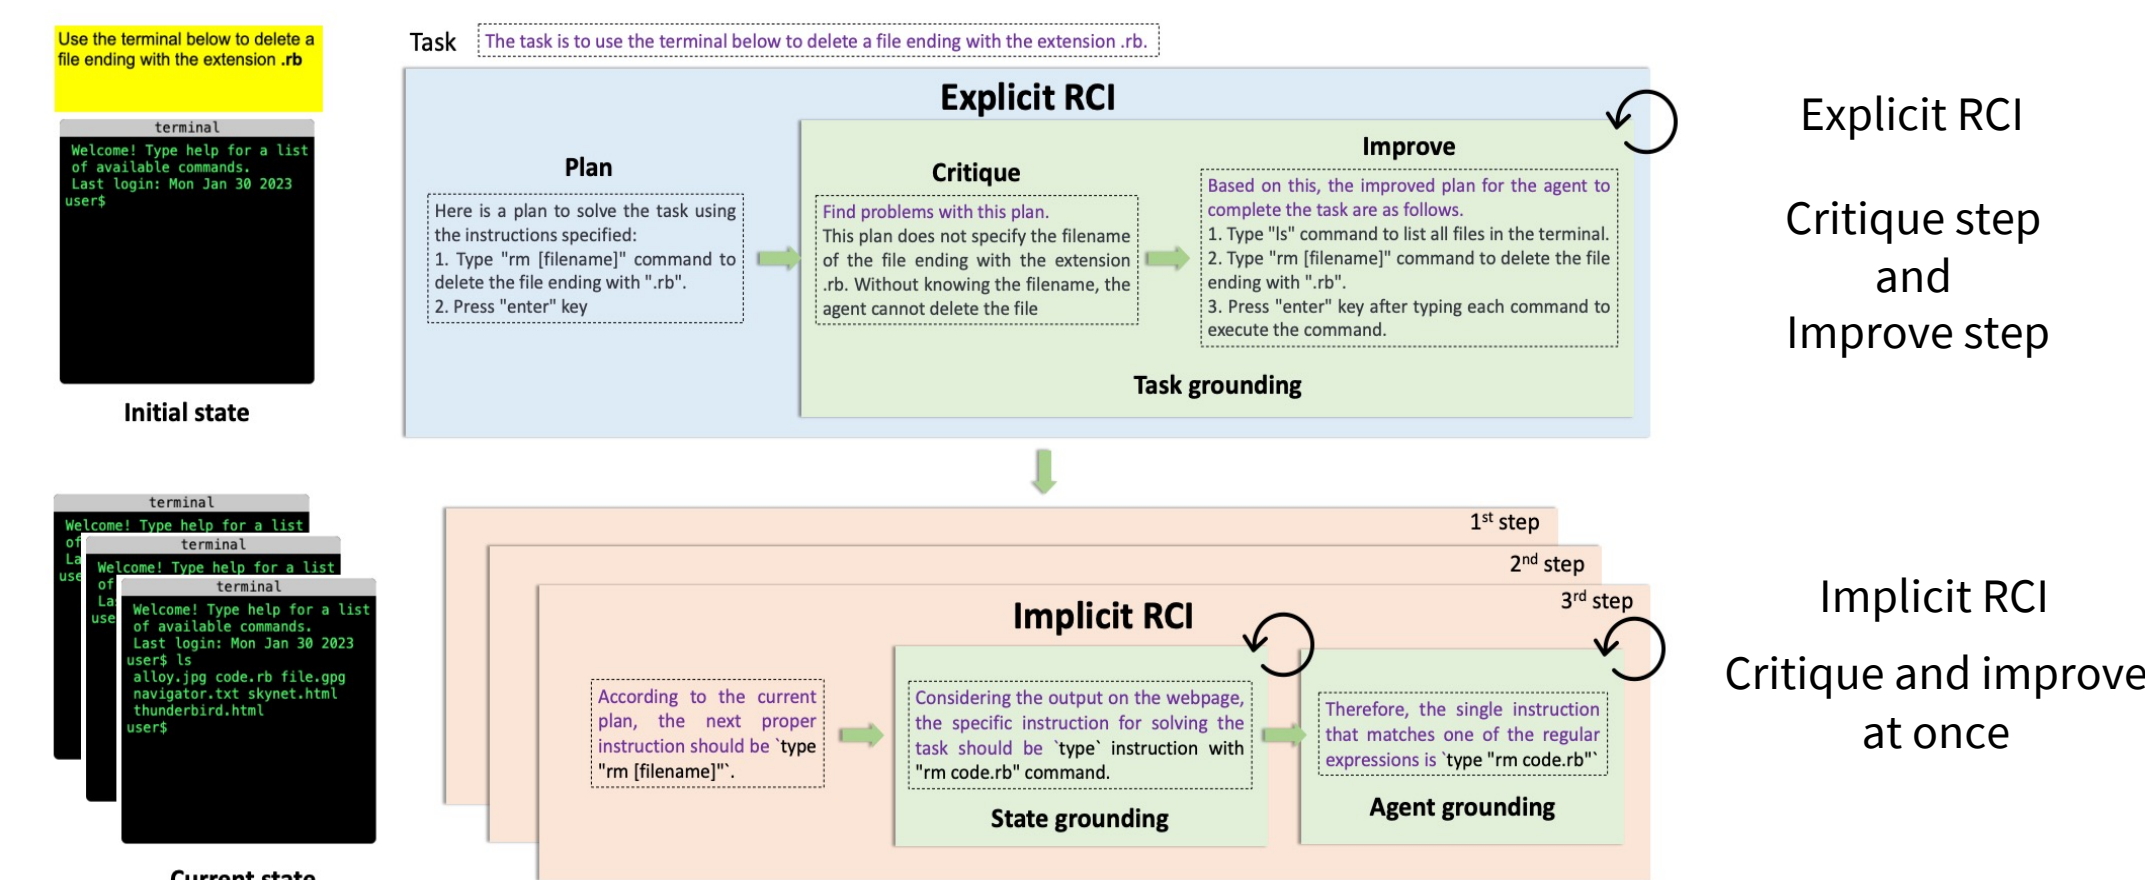 Use the terminal below to delete a
file ending with the extension .rb
terminal
Welcome! Type help for a list
of available commands.
Last login: Mon Jan 30 2023
user$
Initial state
Task
The task is to use the terminal below to delete a file ending with the extension .rb.
Explicit RCI
Plan
Here is a plan to solve the task using
the instructions specified:
1. Type "rm [filename]" command to
delete the file ending with ".rb".
2. Press "enter" key
Critique
Find problems with this plan.
This plan does not specify the filename
of the file ending with the extension
.rb. Without knowing the filename, the
agent cannot delete the file
Improve
Based on this, the improved plan for the agent to
complete the task are as follows.
1. Type "ls" command to list all files in the terminal.
2. Type "rm [filename]" command to delete the file
ending with ".rb".
3. Press "enter" key after typing each command to
execute the command.
Task grounding
Explicit RCI
Critique step
and
Improve step
terminal
Welcome! Type help for a list
of
La
use
terminal
Welcome! Type help for a list
of
La
use
terminal
Welcome! Type help for a list
of available commands.
Last login: Mon Jan 30 2023
user$ ls
alloy.jpg code.rb file.gpg
navigator.txt skynet.html
thunderbird.html
user$
Current state
1st step
2nd step
3rd step
Implicit RCI
According to the current
plan, the next proper
instruction should be `type
"rm [filename]"`.
Considering the output on the webpage,
the specific instruction for solving the
task should be `type` instruction with
"rm code.rb" command.
State grounding
Therefore, the single instruction
that matches one of the regular
expressions is `type "rm code.rb"`
Agent grounding
Implicit RCI
Critique and improve
at once